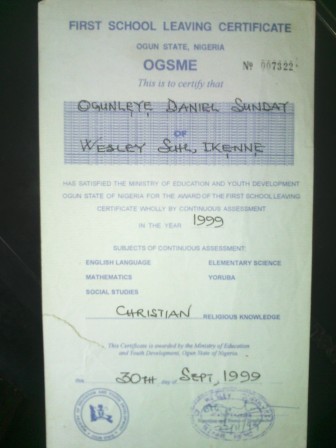 FIRST SCHOOL LEAVING CERTIFICATE
OGUN STATE, NIGERIA
OGSME
No 007322
This is to certify that
OGUNLEYE DANIEL SUNDAY
OF
WESLEY SCHL, IKENNE
HAS SATISFIED THE MINISTRY OF EDUCATION AND YOUTH DEVELOPMENT
OGUN STATE OF NIGERIA FOR THE AWARD OF THE FIRST SCHOOL LEAVING
CERTIFICATE WHOLLY BY CONTINUOUS ASSESSMENT
IN THE YEAR 1999
SUBJECTS OF CONTINUOUS ASSESSMENT
ENGLISH LANGUAGE ELEMENTARY SCIENCE
MATHEMATICS YORUBA
SOCIAL STUDIES
CHRISTIAN RELIGIOUS KNOWLEDGE
This Certificate is awarded by the Ministry of Education
and Youth Development, Ogun State of Nigeria.
this 30TH day of SEPT, 1999